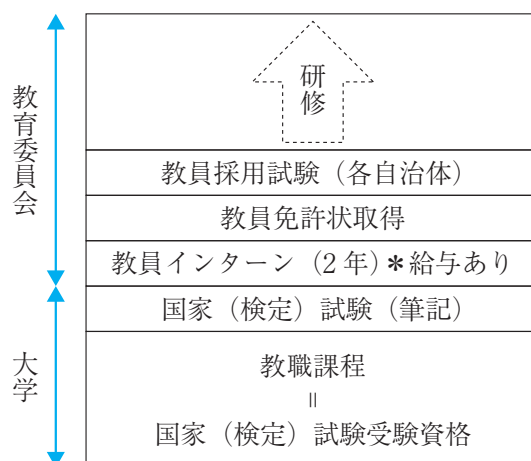 教育委員会
研修
教員採用試験（各自治体）
教員免許状取得
教員インターン（2年）＊給与あり
国家（検定）試験（筆記）
大学
教職課程
＝
国家（検定）試験受験資格